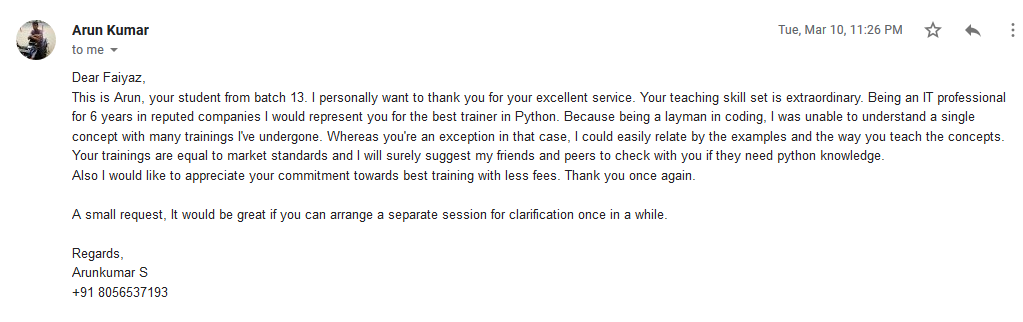 Arun Kumar
Tue, Mar 10, 11:26 PM
to me
Dear Faiyaz,
This is Arun, your student from batch 13. I personally want to thank you for your excellent service. Your teaching skill set is extraordinary. Being an IT professional
for 6 years in reputed companies I would represent you for the best trainer in Python. Because being a layman in coding, I was unable to understand a single
concept with many trainings I've undergone. Whereas you're an exception in that case, I could easily relate by the examples and the way you teach the concepts.
Your trainings are equal to market standards and I will surely suggest my friends and peers to check with you if they need python knowledge.
Also I would like to appreciate your commitment towards best training with less fees. Thank you once again.
A small request, It would be great if you can arrange a separate session for clarification once in a while.
Regards,
Arunkumar S
+91 8056537193